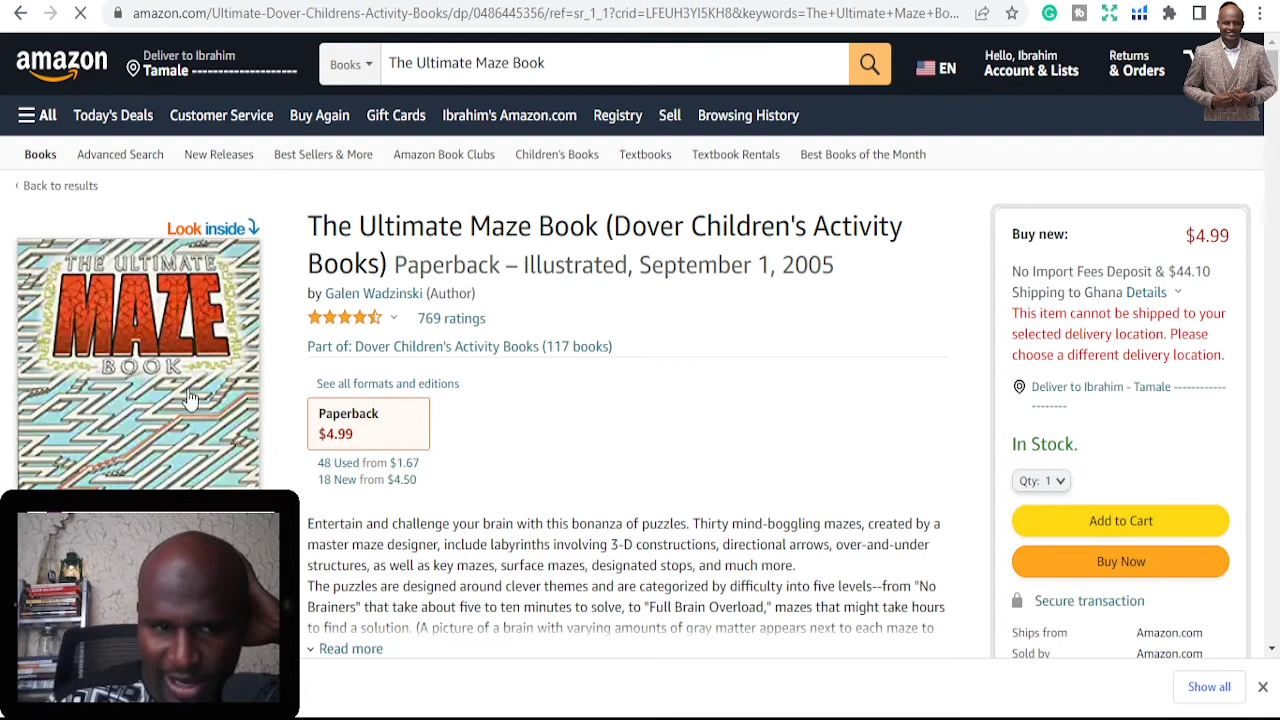 amazon.com/Ultimate-Dover-Childrens-Activity-Books/dp/0486445356/ref=sr_1_1?crid=LFEUH3YI5KH8&keywords=The+Ultimate+Maze+Bo...
amazon
Deliver to Ibrahim
Tamale --------------------
Books
The Ultimate Maze Book
EN
Hello, Ibrahim
Account & Lists
Returns
& Orders
All
Today's Deals
Customer Service
Buy Again
Gift Cards
Ibrahim's Amazon.com
Registry
Sell
Browsing History
Books
Advanced Search
New Releases
Best Sellers & More
Amazon Book Clubs
Children's Books
Textbooks
Textbook Rentals
Best Books of the Month
‹ Back to results
Look inside
THE ULTIMATE
MAZE
BOOK
The Ultimate Maze Book (Dover Children's Activity
Books) Paperback – Illustrated, September 1, 2005
by Galen Wadzinski (Author)
769 ratings
Part of: Dover Children's Activity Books (117 books)
See all formats and editions
Paperback
$4.99
48 Used from $1.67
18 New from $4.50
Entertain and challenge your brain with this bonanza of puzzles. Thirty mind-boggling mazes, created by a
master maze designer, include labyrinths involving 3-D constructions, directional arrows, over-and-under
structures, as well as key mazes, surface mazes, designated stops, and much more.
The puzzles are designed around clever themes and are categorized by difficulty into five levels--from "No
Brainers" that take about five to ten minutes to solve, to "Full Brain Overload," mazes that might take hours
to find a solution. (A picture of a brain with varying amounts of gray matter appears next to each maze to
Read more
Buy new:
$4.99
No Import Fees Deposit & $44.10
Shipping to Ghana Details
This item cannot be shipped to your
selected delivery location. Please
choose a different delivery location.
Deliver to Ibrahim - Tamale ------------
--------
In Stock.
Qty: 1
Add to Cart
Buy Now
Secure transaction
Ships from
Amazon.com
Sold by
Amazon.com
Show all